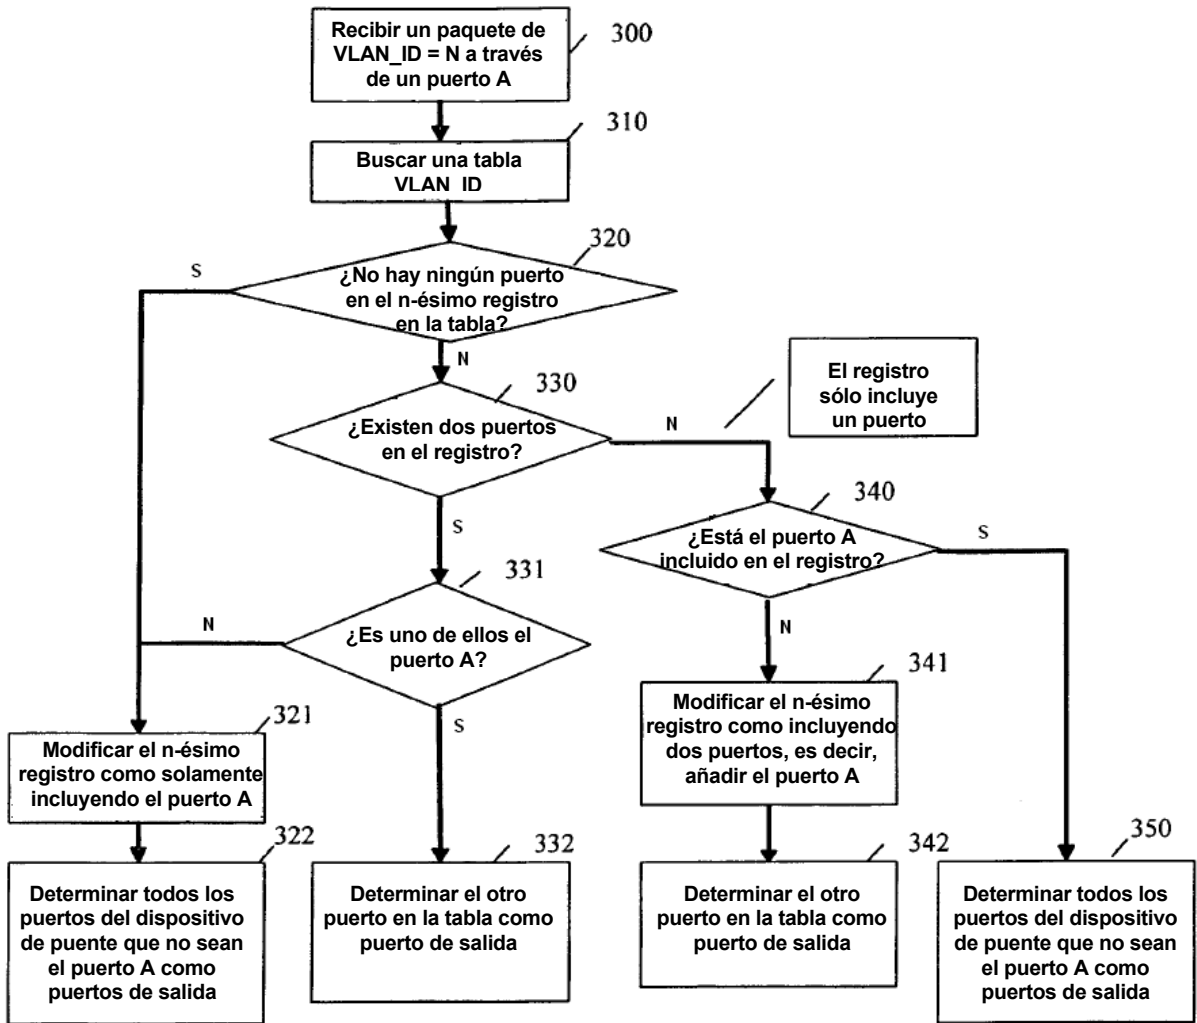 Recibir un paquete de
VLAN_ID = N a través
de un puerto A
300
310
Buscar una tabla
VLAN_ID
320
S
¿No hay ningún puerto
en el n-ésimo registro
en la tabla?
N
330
El registro
sólo incluye
un puerto
¿Existen dos puertos
en el registro?
N
340
S
¿Está el puerto A
incluido en el registro?
S
331
N
¿Es uno de ellos el
puerto A?
N
341
321
S
Modificar el n-ésimo
registro como solamente
incluyendo el puerto A
Modificar el n-ésimo
registro como incluyendo
dos puertos, es decir,
añadir el puerto A
322
332
342
350
Determinar todos los
puertos del dispositivo
de puente que no sean
el puerto A como
puertos de salida
Determinar el otro
puerto en la tabla como
puerto de salida
Determinar el otro
puerto en la tabla como
puerto de salida
Determinar todos los
puertos del dispositivo
de puente que no sean
el puerto A como
puertos de salida